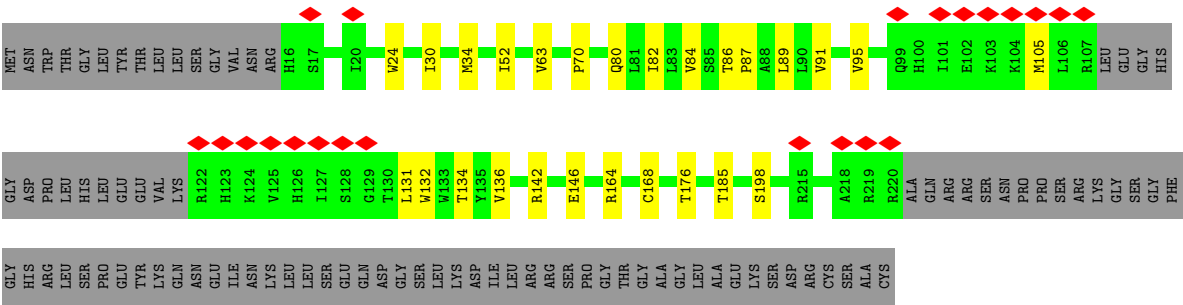 MET ASN TRP THR GLY LEU TYR THR LEU LEU SER GLY VAL ASN ARG H16 S17 I20 W24 I30 M34 I52 V63 P70 Q80 L81 I82 L83 V84 S85 T86 P87 A88 L89 L90 V91 V95 Q99 H100 I101 E102 K103 K104 M105 L106 R107 LEU GLU GLY HIS
GLY ASP PRO LEU HIS LEU GLU GLU VAL LYS R122 H123 K124 V125 H126 I127 S128 G129 T130 L131 W132 W133 T134 Y135 V136 R142 E146 R164 C168 T176 T185 S198 R215 A218 R219 R220 ALA GLN ARG ARG SER ASN PRO PRO SER ARG LYS GLY SER GLY PHE
GLY HIS ARG LEU SER PRO GLU TYR LYS GLN ASN GLU ILE ASN LYS LEU LEU SER GLU GLN ASP GLY SER LEU LYS ASP ILE LEU ARG ARG SER PRO GLY THR GLY ALA GLY LEU ALA GLU LYS SER ASP ARG CYS SER ALA CYS